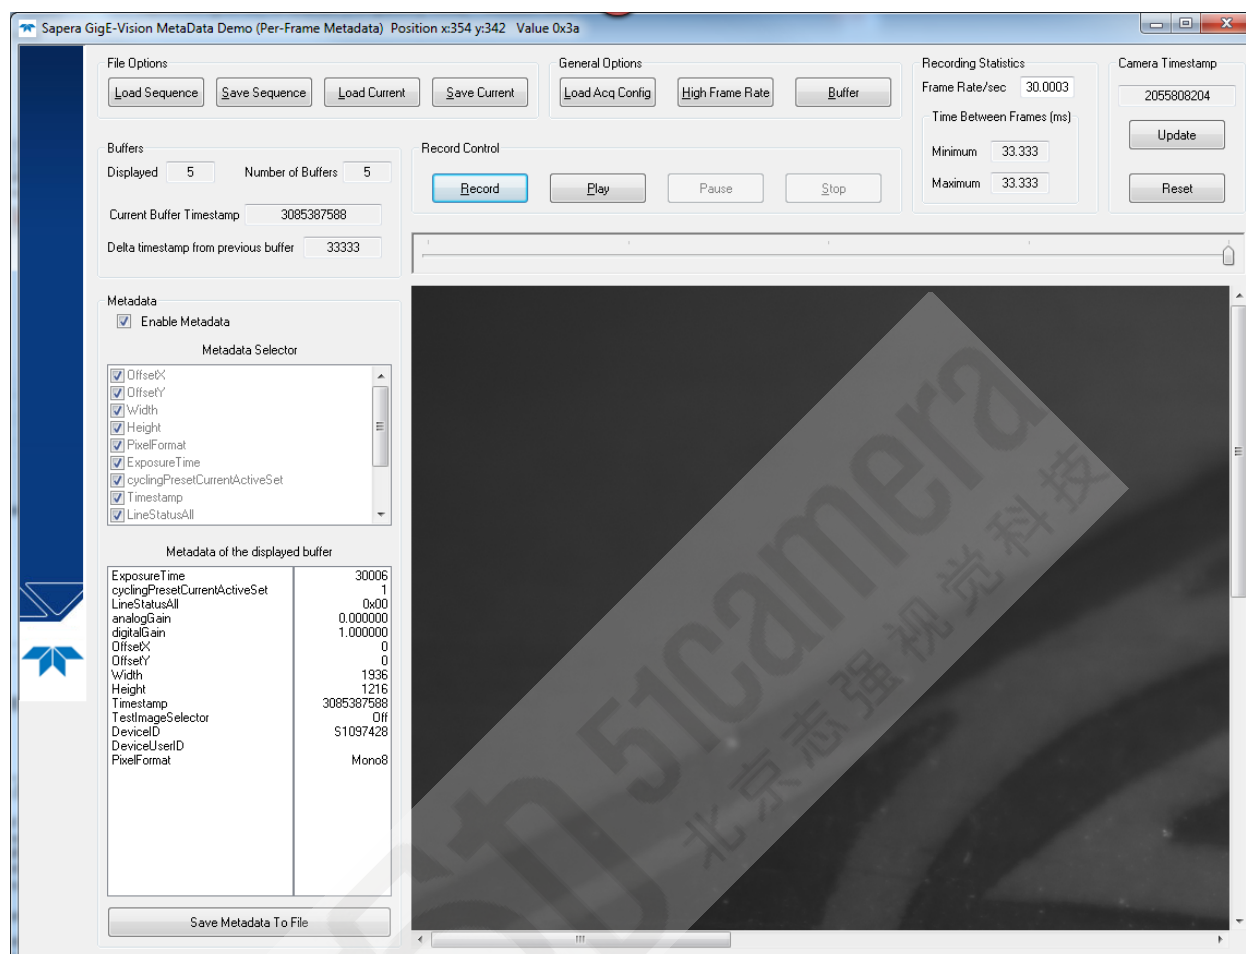 Sapera GigE-Vision MetaData Demo (Per-Frame Metadata) Position x:354 y:342 Value 0x3a
File Options
Load Sequence Save Sequence Load Current Save Current
General Options
Load Acq Config High Frame Rate Buffer
Recording Statistics
Frame Rate/sec 30.0003
Time Between Frames (ms)
Minimum 33.333
Maximum 33.333
Camera Timestamp
2055808204
Update
Reset
Buffers
Displayed 5 Number of Buffers 5
Current Buffer Timestamp 3085387588
Delta timestamp from previous buffer 33333
Record Control
Record Play Pause Stop
Metadata
Enable Metadata
Metadata Selector
OffsetX
OffsetY
Width
Height
PixelFormat
ExposureTime
cyclingPresetCurrentActiveSet
Timestamp
LineStatusAll
Metadata of the displayed buffer
ExposureTime 30006
cyclingPresetCurrentActiveSet 1
LineStatusAll 0x00
analogGain 0.000000
digitalGain 1.000000
OffsetX 0
OffsetY 0
Width 1936
Height 1216
Timestamp 3085387588
TestImageSelector Off
DeviceID S1097428
DeviceUserID
PixelFormat Mono8
Save Metadata To File
51Camera
北京志强视觉科技